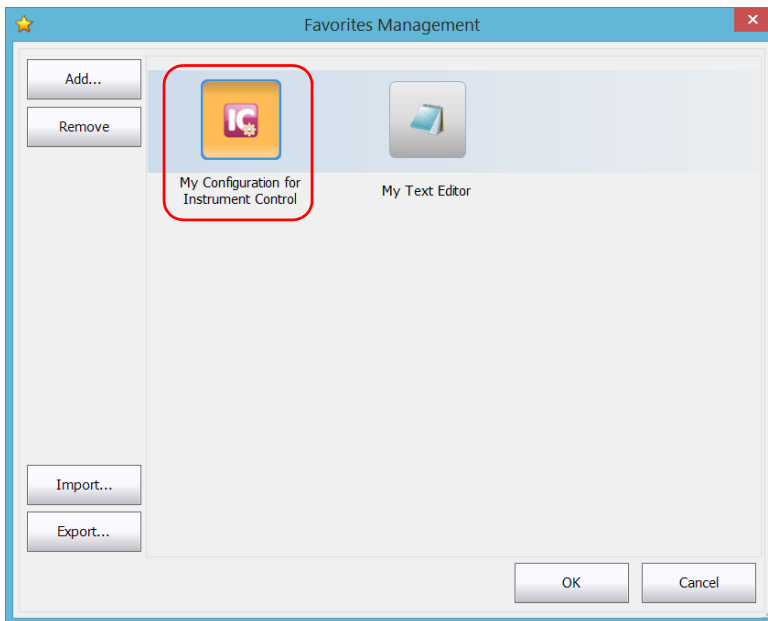 Favorites Management
Add...
Remove
IC
My Configuration for
Instrument Control
My Text Editor
Import...
Export...
OK
Cancel